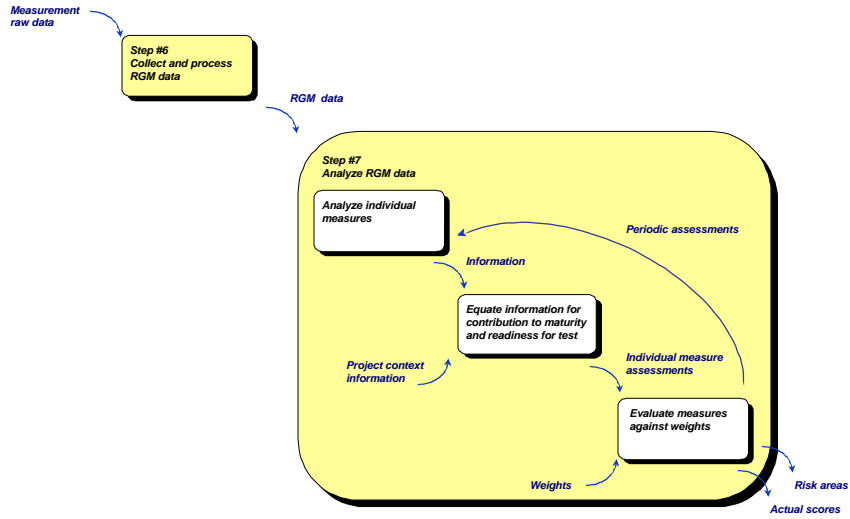 Measurement
raw data
Step #6
Collect and process
RGM data
RGM data
Step #7
Analyze RGM data
Analyze individual
measures
Periodic assessments
Information
Equate information for
contribution to maturity
and readiness for test
Project context
information
Individual measure
assessments
Evaluate measures
against weights
Weights
Risk areas
Actual scores